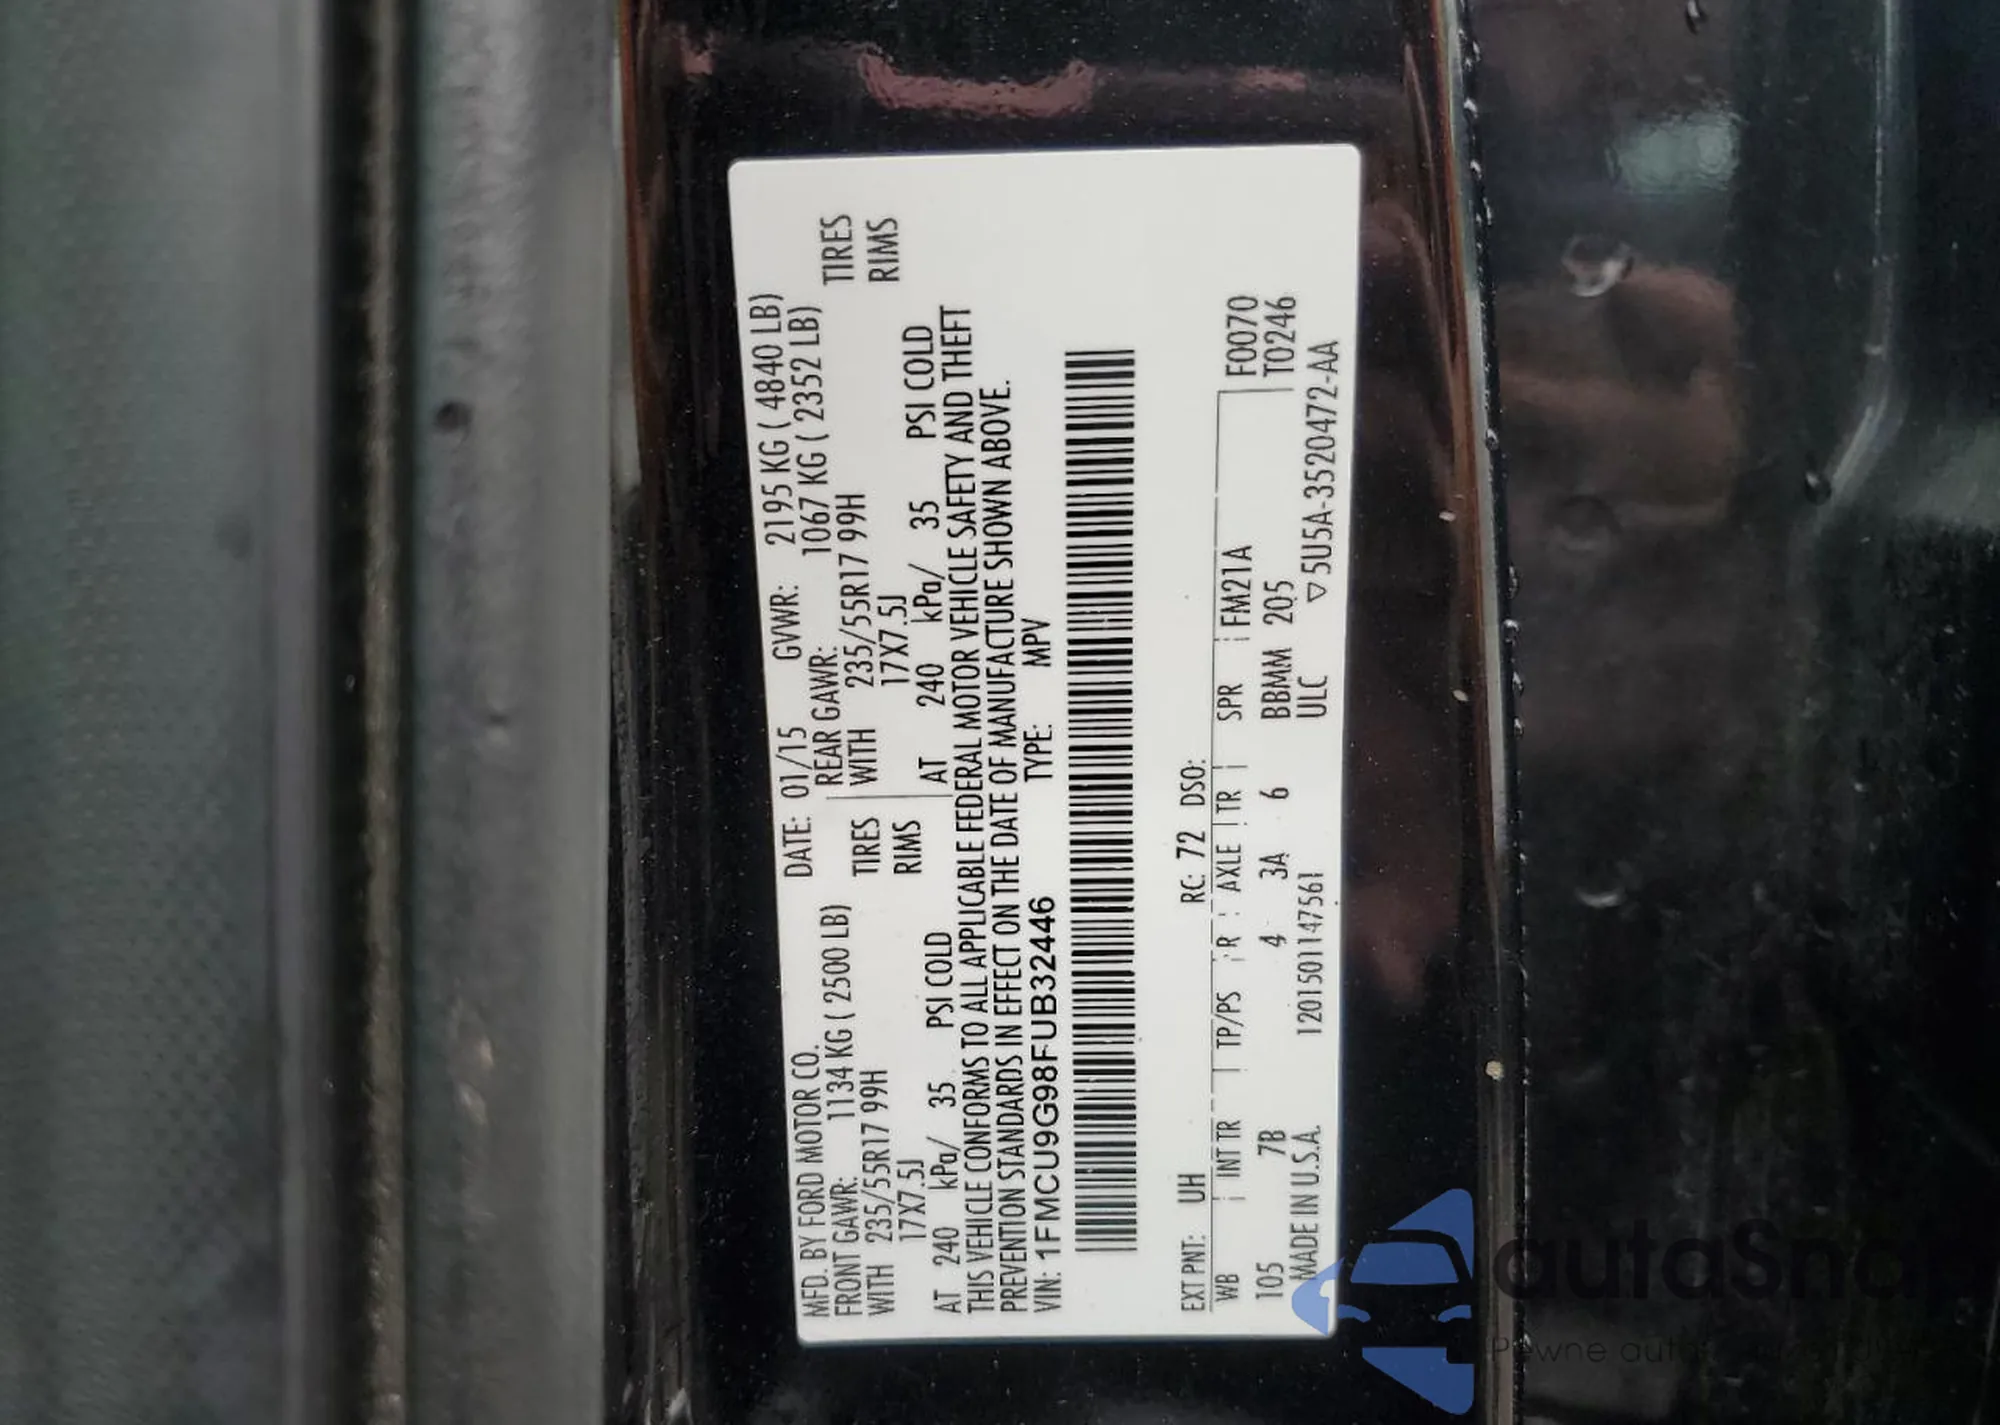 MFD. BY FORD MOTOR CO. DATE: 01/15 GVWR: 2195 KG ( 4840 LB)
FRONT GAWR: 1134 KG ( 2500 LB) REAR GAWR: 1067 KG ( 2352 LB)
WITH 235/55R17 99H TIRES WITH 235/55R17 99H TIRES
17X7.5J RIMS 17X7.5J RIMS
AT 240 kPa/ 35 PSI COLD AT 240 kPa/ 35 PSI COLD
THIS VEHICLE CONFORMS TO ALL APPLICABLE FEDERAL MOTOR VEHICLE SAFETY AND THEFT
PREVENTION STANDARDS IN EFFECT ON THE DATE OF MANUFACTURE SHOWN ABOVE.
VIN: 1FMCU9G98FUB32446 TYPE: MPV
EXT PNT: UH RC: 72 DSO:
WB INT TR TP/PS R AXLE TR SPR FM21A F0070
105 7B 4 3A 6 BBMM 205 T0246
MADE IN U.S.A. 1201501147561 ULC ▽5U5A-3520472-AA
autaSno
Pewne auta